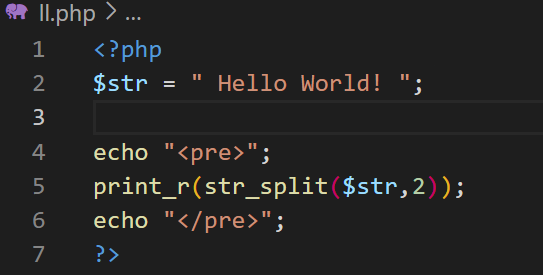 ll.php > ...
1 <?php
2 $str = " Hello World! ";
3
4 echo "<pre>";
5 print_r(str_split($str,2));
6 echo "</pre>";
7 ?>